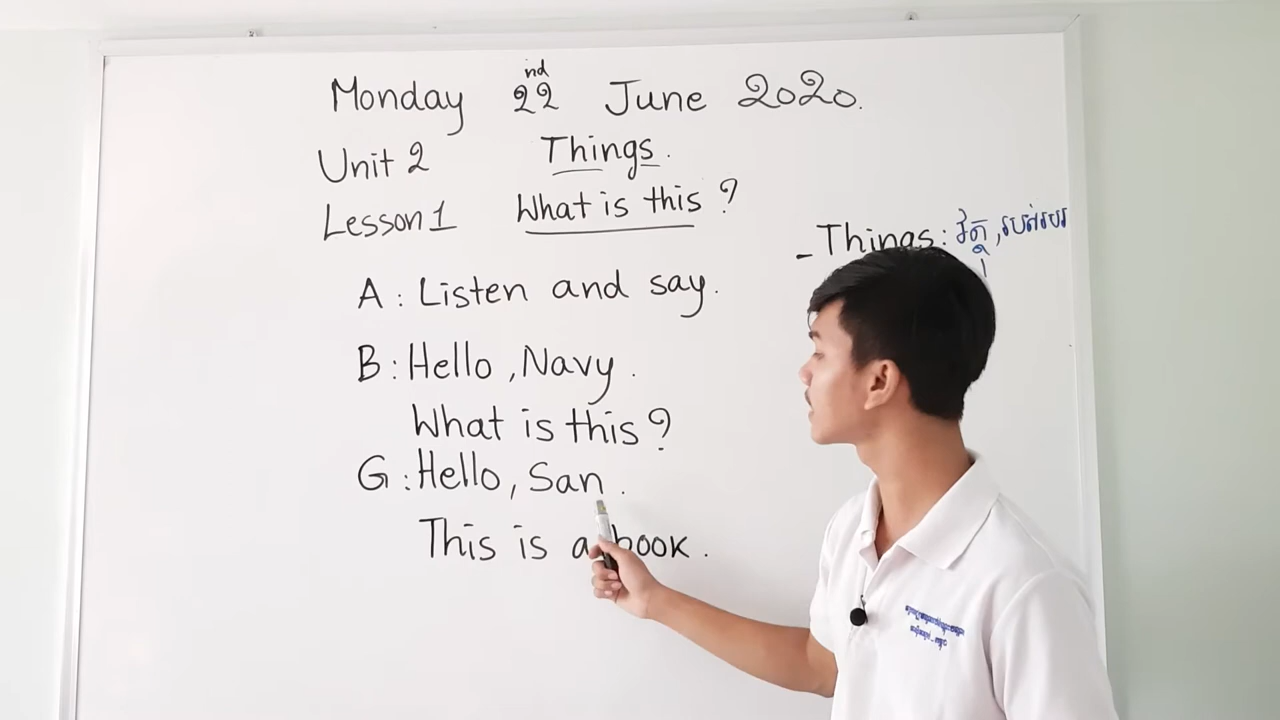 Monday 22nd June 2020.
Unit 2 Things.
Lesson 1 What is this ?
- Things: វត្ថុ, របស់របរ
A : Listen and say.
B : Hello, Navy.
What is this ?
G : Hello, San.
This is a book.